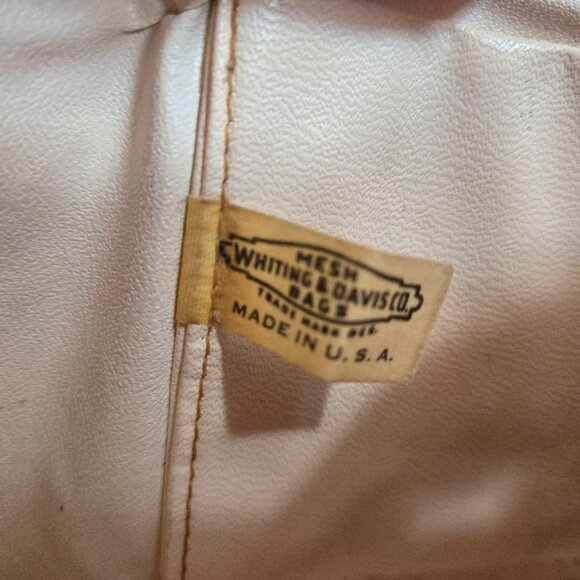 MESH
WHITING & DAVIS CO.
BAGS
TRADE MARK REG.
MADE IN U.S.A.